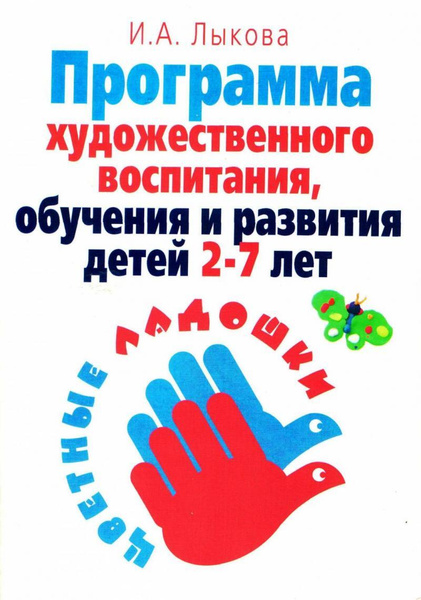 И.А. Лыкова
Программа
художественного
воспитания,
обучения и развития
детей 2-7 лет
ЦВЕТНЫЕ ЛАДОШКИ